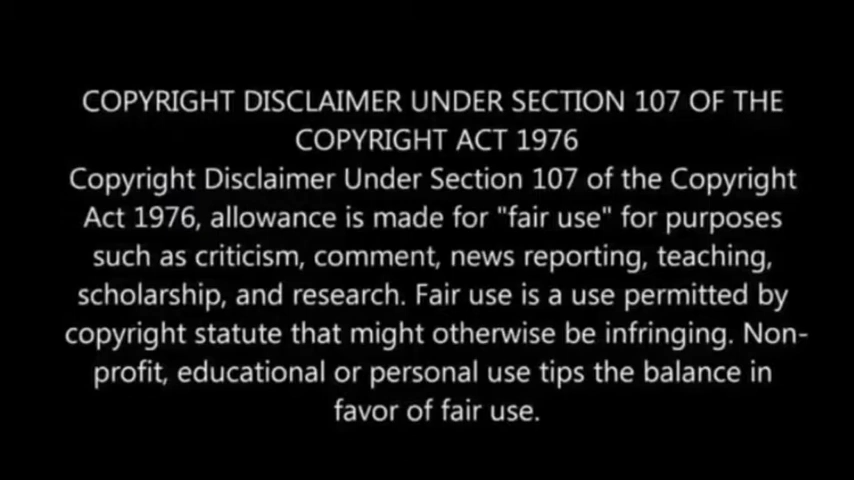 COPYRIGHT DISCLAIMER UNDER SECTION 107 OF THE
COPYRIGHT ACT 1976
Copyright Disclaimer Under Section 107 of the Copyright
Act 1976, allowance is made for "fair use" for purposes
such as criticism, comment, news reporting, teaching,
scholarship, and research. Fair use is a use permitted by
copyright statute that might otherwise be infringing. Non-
profit, educational or personal use tips the balance in
favor of fair use.